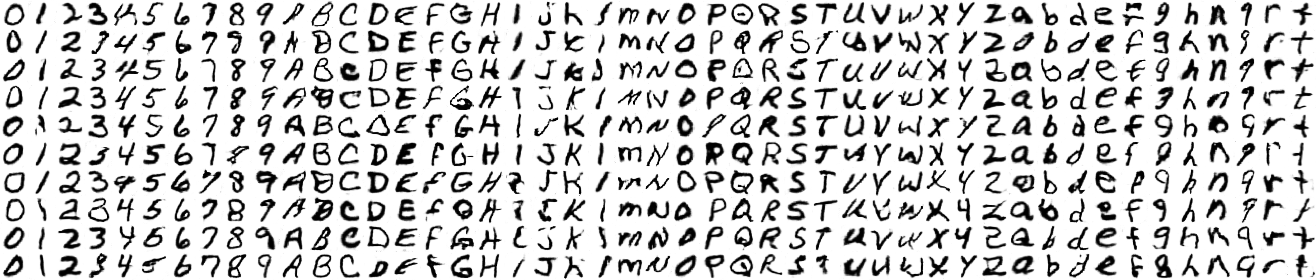 0 1 2 3 4 5 6 7 8 9 A B C D E F G H I J K l m N O P Q R S T U V W X Y Z a b d e f g h n q r t
0 1 2 3 4 5 6 7 8 9 A B C D E f G H I J K l m N O P Q R S T U V W X Y Z a b d e f g h n q r t
0 1 2 3 4 5 6 7 8 9 A B C D E f G H I J K l m N O P Q R S T U V W X Y Z a b d e f g h n q r t
0 1 2 3 4 5 6 7 8 9 A B C D E F G H I J K l m N O P Q R S T U V W X Y Z a b d e f g h n q r t
0 1 2 3 4 5 6 7 8 9 A B C D E f G H I J K l m N O P Q R S T U V W X Y Z a b d e f g h n q r t
0 1 2 3 4 5 6 7 8 9 A B C D E F G H I J K l m N O P Q R S T U V W X Y Z a b d e f g h n q r t
0 1 2 3 4 5 6 7 8 9 A B C D E f G H I J K l m N O P Q R S T U V W X Y Z a b d e f g h n q r t
0 1 2 3 4 5 6 7 8 9 A B C D E f G H I J K l m N O P Q R S T U V W X Y Z a b d e f g h n q r t
0 1 2 3 4 5 6 7 8 9 A B C D E f G H I J K l m N O P Q R S T U V W X Y Z a b d e f g h n q r t
0 1 2 3 4 5 6 7 8 9 A B C D E F G H I J h l m N O P Q R S T U V W X Y Z a b d e f g h n q r t